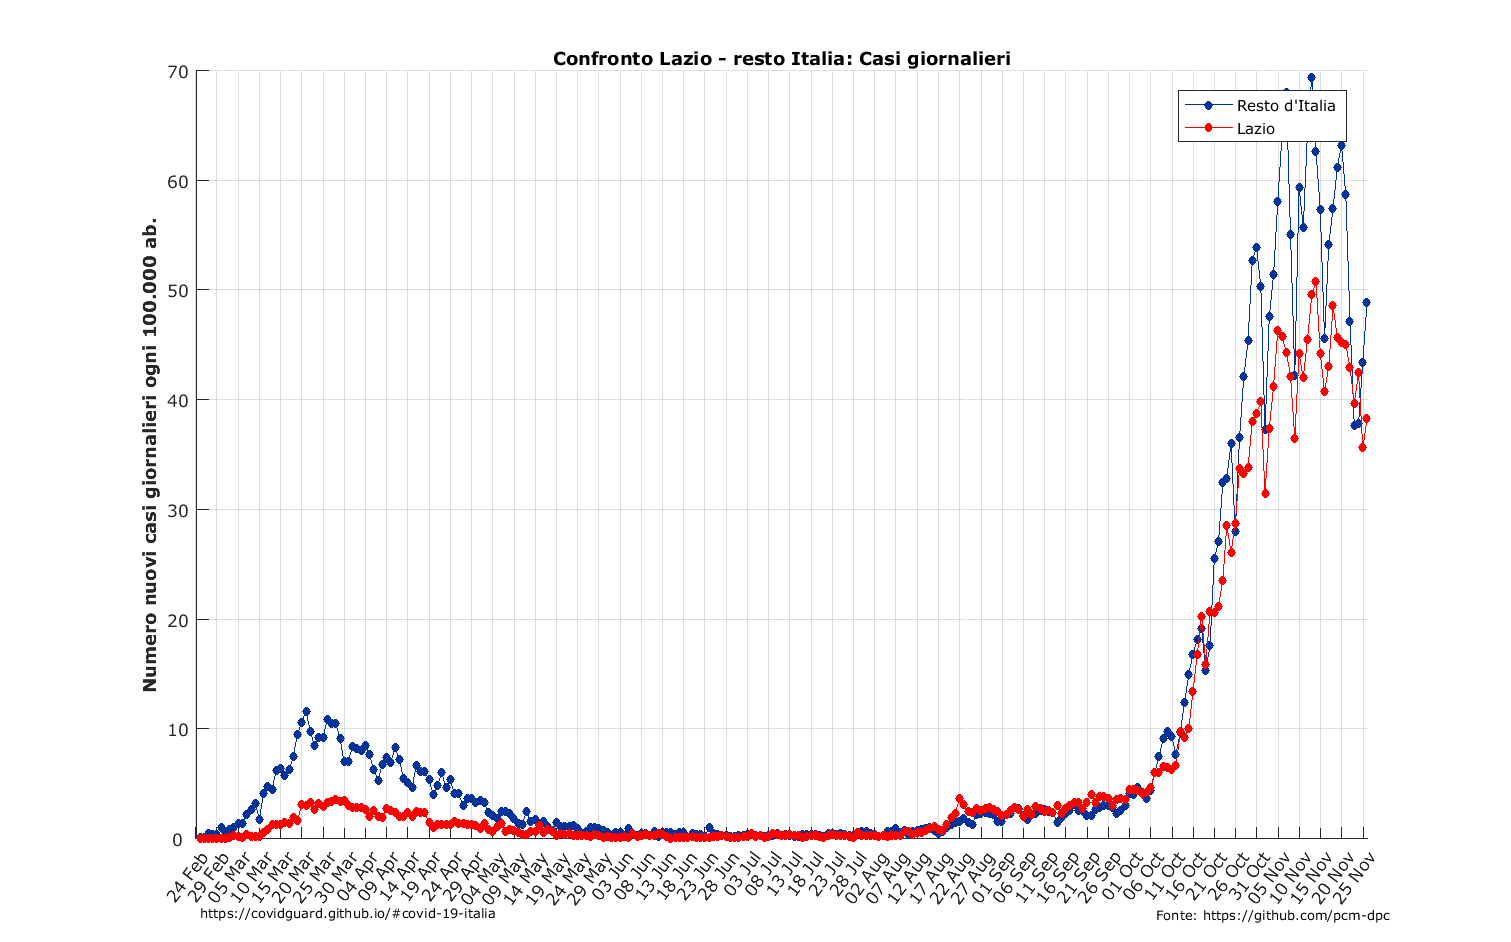 Confronto Lazio - resto Italia: Casi giornalieri
Resto d'Italia
Lazio
Numero nuovi casi giornalieri ogni 100.000 ab.
70
60
50
40
30
20
10
0
24 Feb
29 Feb
05 Mar
10 Mar
15 Mar
20 Mar
25 Mar
30 Mar
04 Apr
09 Apr
14 Apr
19 Apr
24 Apr
29 Apr
04 May
09 May
14 May
19 May
24 May
29 May
03 Jun
08 Jun
13 Jun
18 Jun
23 Jun
28 Jun
03 Jul
08 Jul
13 Jul
18 Jul
23 Jul
28 Jul
02 Aug
07 Aug
12 Aug
17 Aug
22 Aug
27 Aug
01 Sep
06 Sep
11 Sep
16 Sep
21 Sep
26 Sep
01 Oct
06 Oct
11 Oct
16 Oct
21 Oct
26 Oct
31 Oct
05 Nov
10 Nov
15 Nov
20 Nov
25 Nov
https://covidguard.github.io/#covid-19-italia
Fonte: https://github.com/pcm-dpc